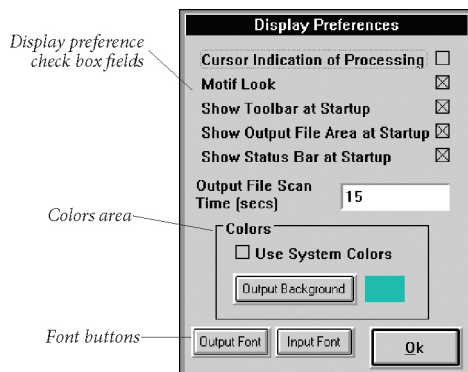 Display Preferences
Display preference
check box fields
Cursor Indication of Processing
Motif Look
Show Toolbar at Startup
Show Output File Area at Startup
Show Status Bar at Startup
Output File Scan
Time (secs)
15
Colors area
Colors
Use System Colors
Output Background
Font buttons
Output Font
Input Font
Ok